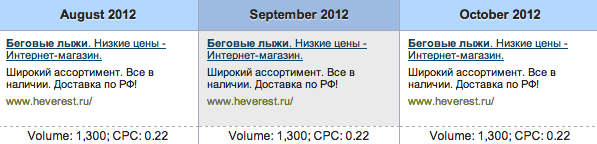 August 2012
September 2012
October 2012
Беговые лыжи. Низкие цены -
Интернет-магазин.
Широкий ассортимент. Все в
наличии. Доставка по РФ!
www.heverest.ru/
Volume: 1,300; CPC: 0.22
Беговые лыжи. Низкие цены -
Интернет-магазин.
Широкий ассортимент. Все в
наличии. Доставка по РФ!
www.heverest.ru/
Volume: 1,300; CPC: 0.22
Беговые лыжи. Низкие цены -
Интернет-магазин.
Широкий ассортимент. Все в
наличии. Доставка по РФ!
www.heverest.ru/
Volume: 1,300; CPC: 0.22